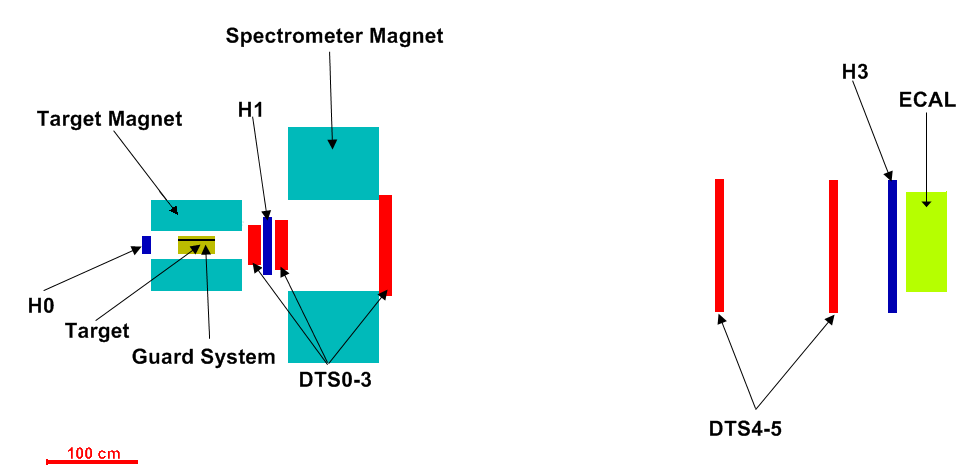 Spectrometer Magnet
H3
ECAL
H1
Target Magnet
H0
Target
Guard System
DTS0-3
DTS4-5
100 cm